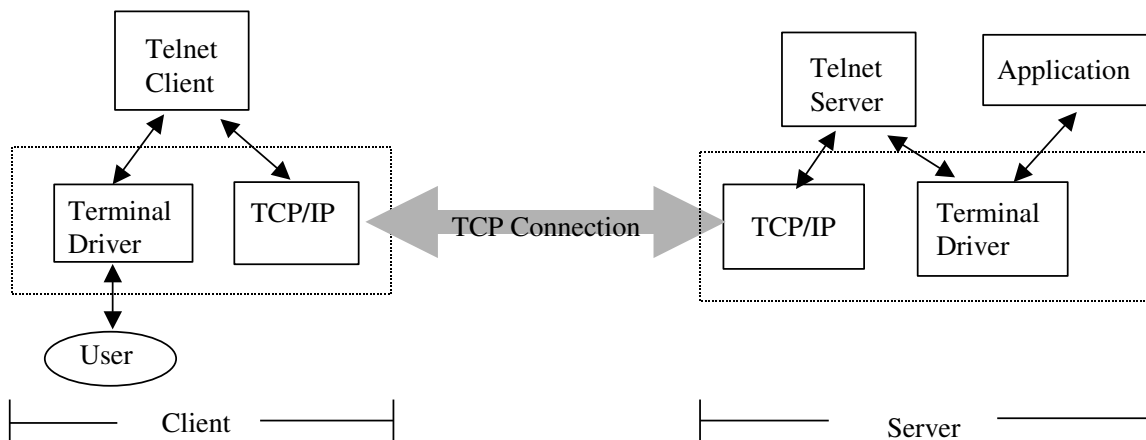 Telnet
Client
Telnet
Server
Application
Terminal
Driver
TCP/IP
TCP Connection
TCP/IP
Terminal
Driver
User
Client
Server